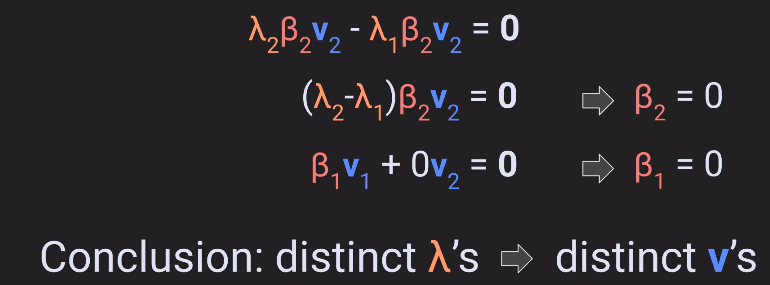 λ₂β₂v₂ - λ₁β₂v₂ = 0
(λ₂-λ₁)β₂v₂ = 0 ⇨ β₂ = 0
β₁v₁ + 0v₂ = 0 ⇨ β₁ = 0
Conclusion: distinct λ’s ⇨ distinct v’s